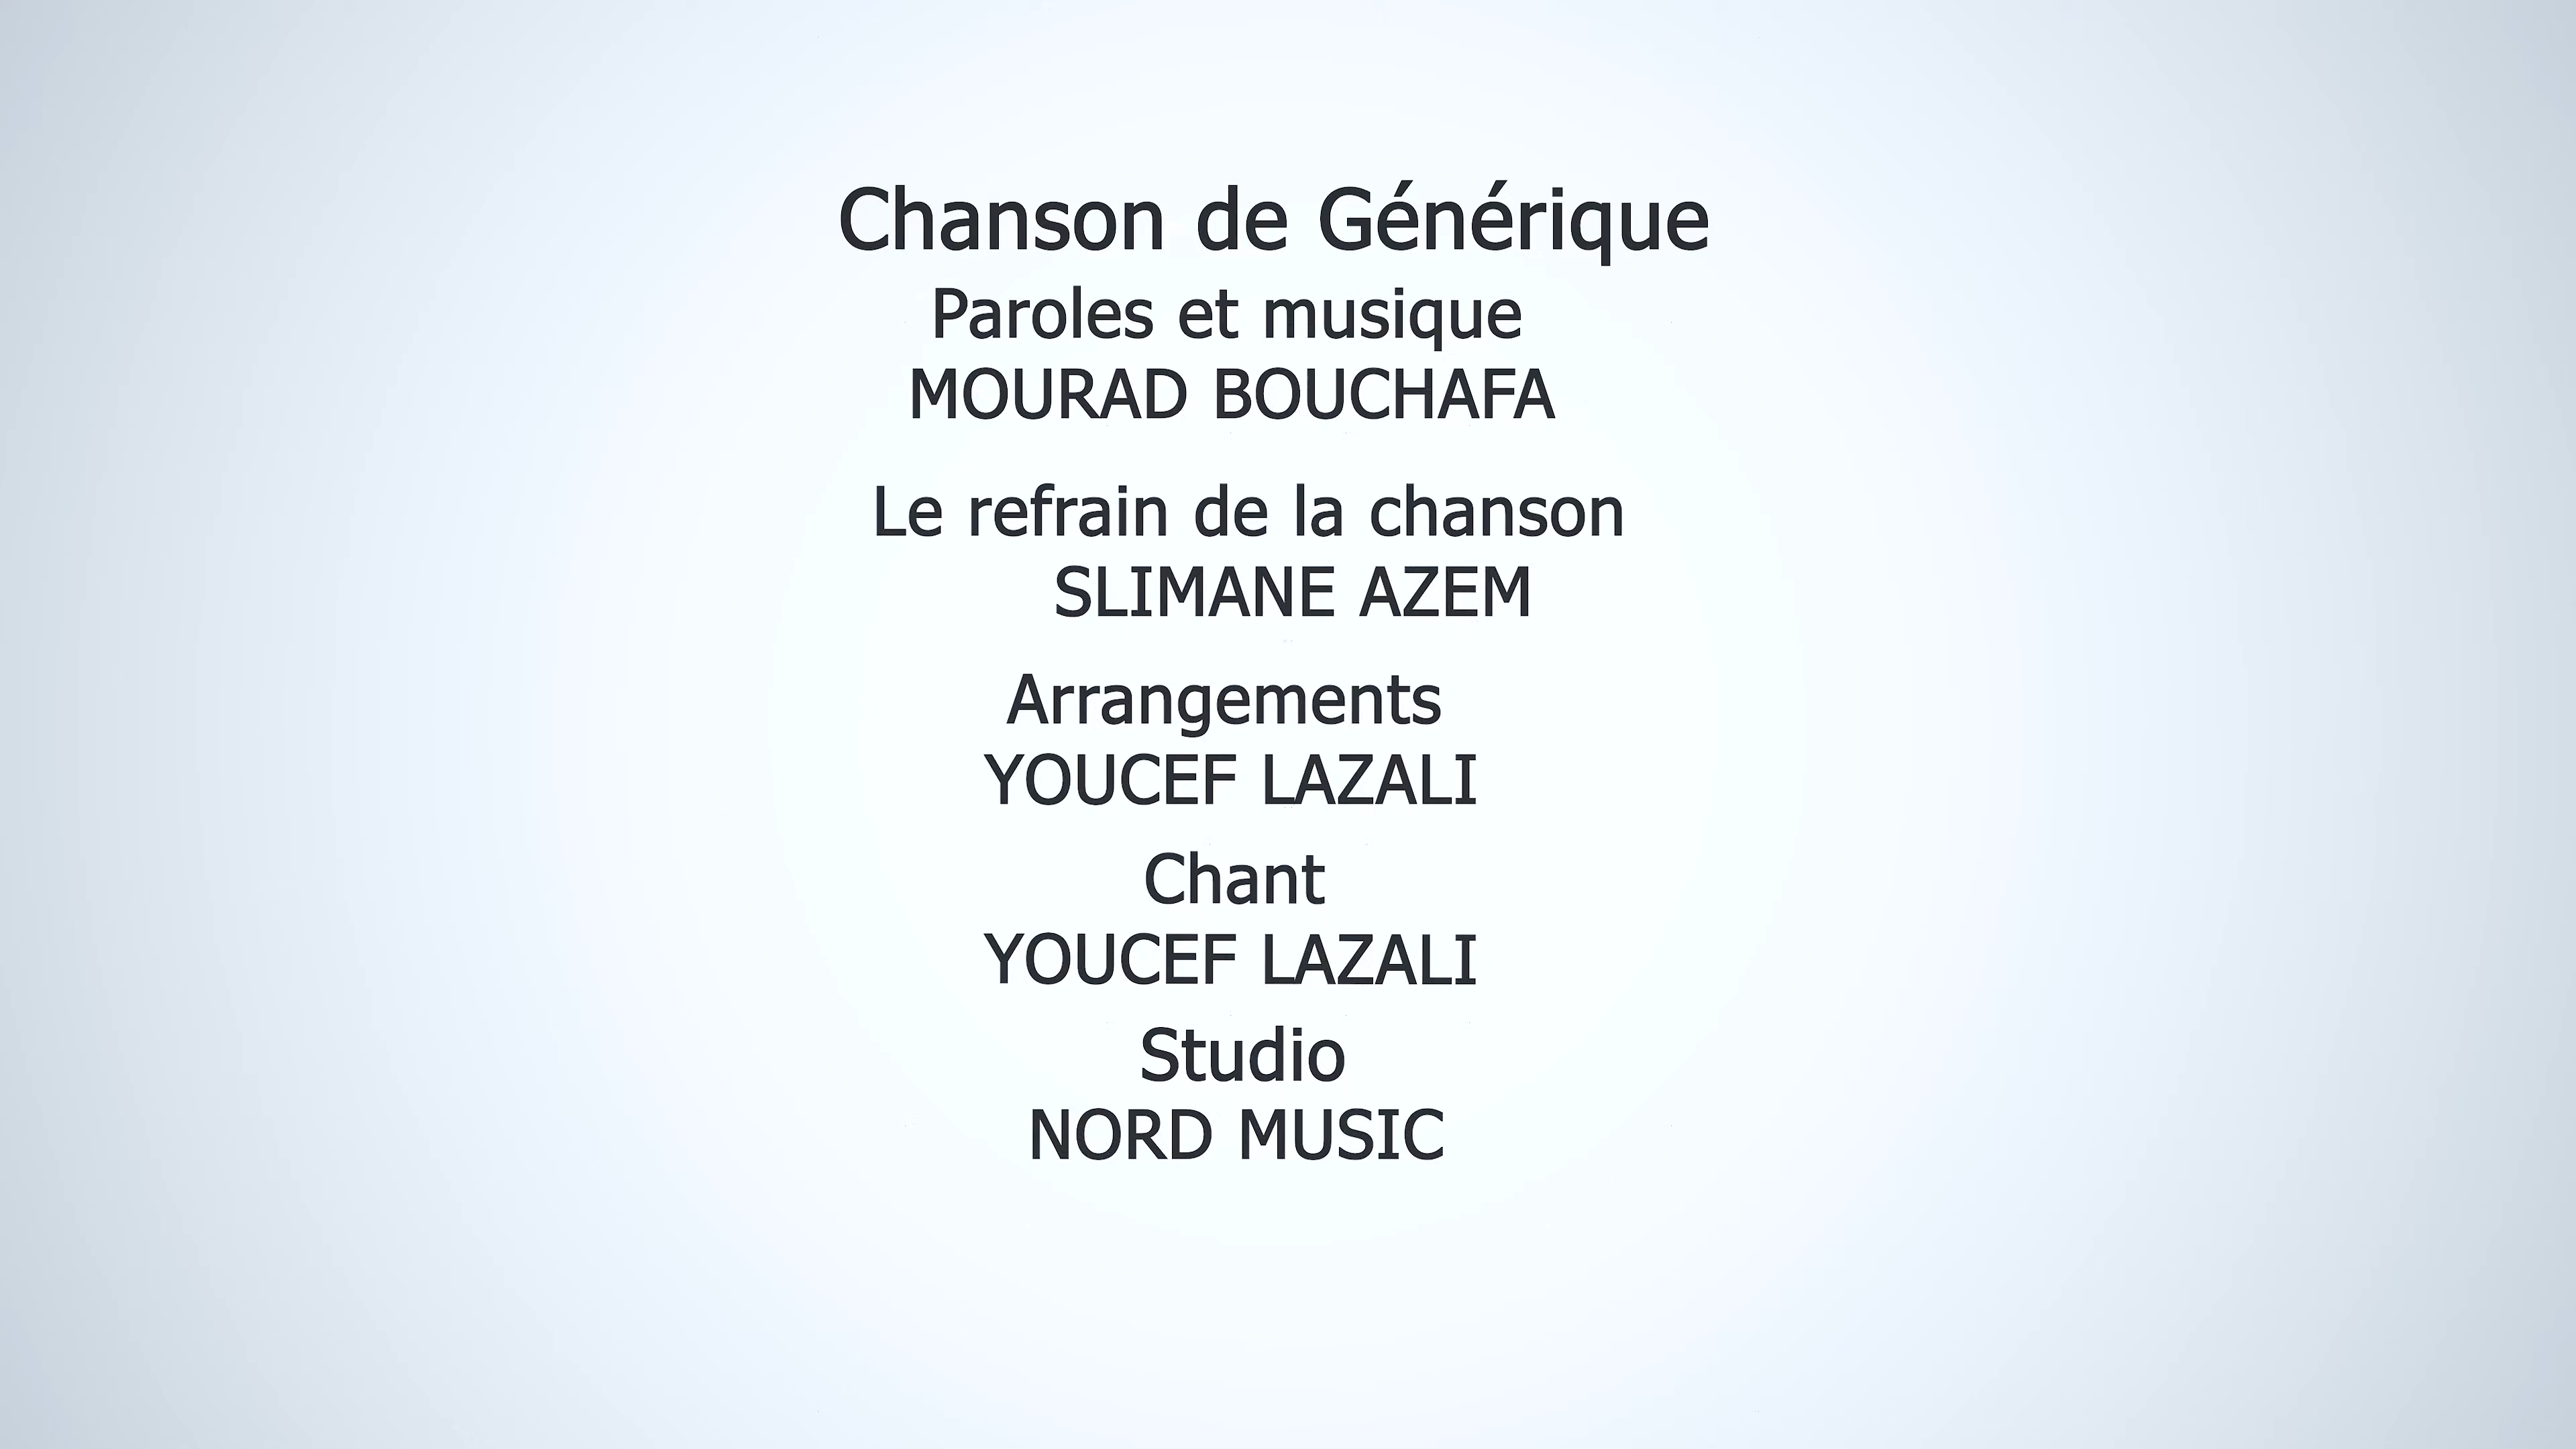 Chanson de Générique
Paroles et musique
MOURAD BOUCHAFA
Le refrain de la chanson
SLIMANE AZEM
Arrangements
YOUCEF LAZALI
Chant
YOUCEF LAZALI
Studio
NORD MUSIC